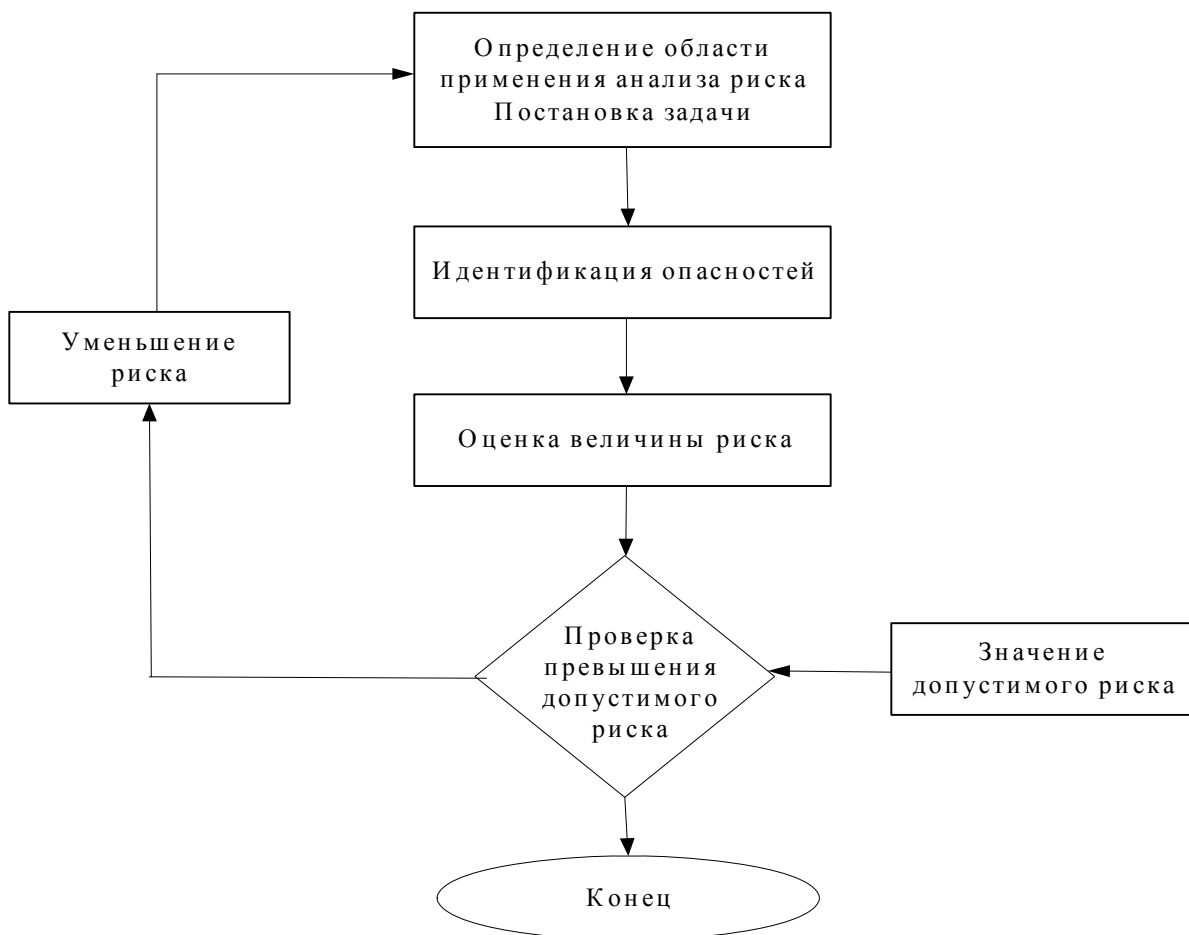 Определение области
применения анализа риска
Постановка задачи
Идентификация опасностей
Уменьшение
риска
Оценка величины риска
Проверка
превышения
допустимого
риска
Значение
допустимого риска
Конец